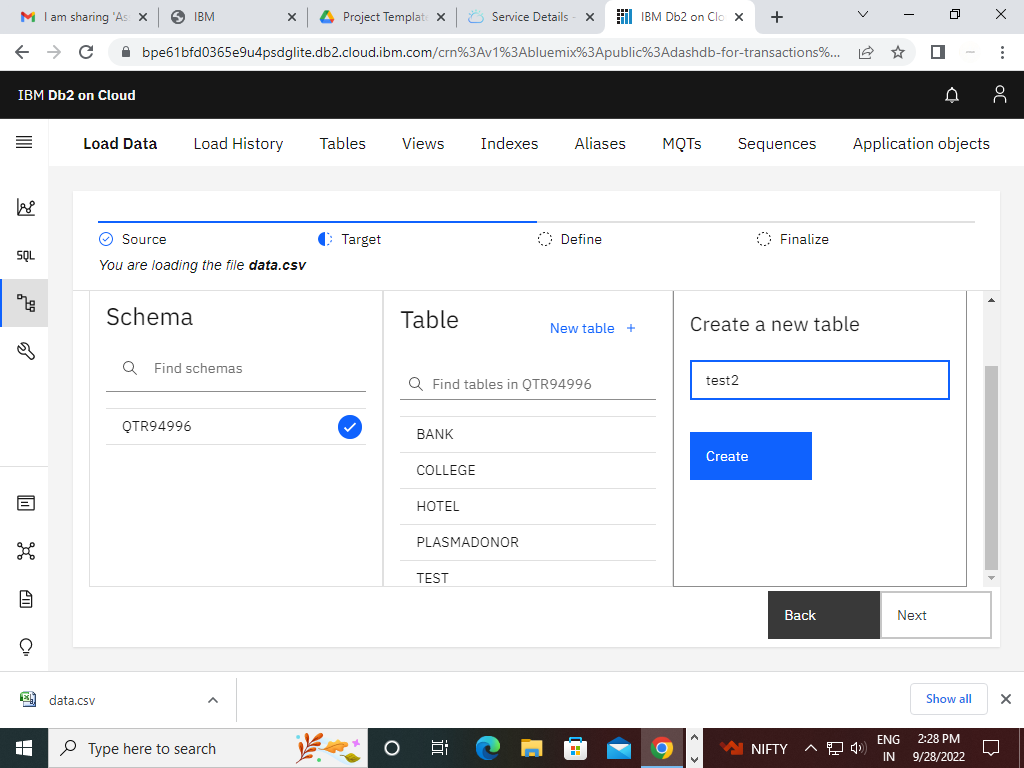 I am sharing 'As
IBM
Project Templat
Service Details -
IBM Db2 on Clo
bpe61bfd0365e9u4psdglite.db2.cloud.ibm.com/crn%3Av1%3Abluemix%3Apublic%3Adashdb-for-transactions%...
IBM Db2 on Cloud
Load Data
Load History
Tables
Views
Indexes
Aliases
MQTs
Sequences
Application objects
SQL
Source
Target
Define
Finalize
You are loading the file data.csv
Schema
Find schemas
QTR94996
Table
New table +
Find tables in QTR94996
BANK
COLLEGE
HOTEL
PLASMADONOR
TEST
Create a new table
test2
Create
Back
Next
data.csv
Show all
Type here to search
NIFTY
ENG
IN
2:28 PM
9/28/2022